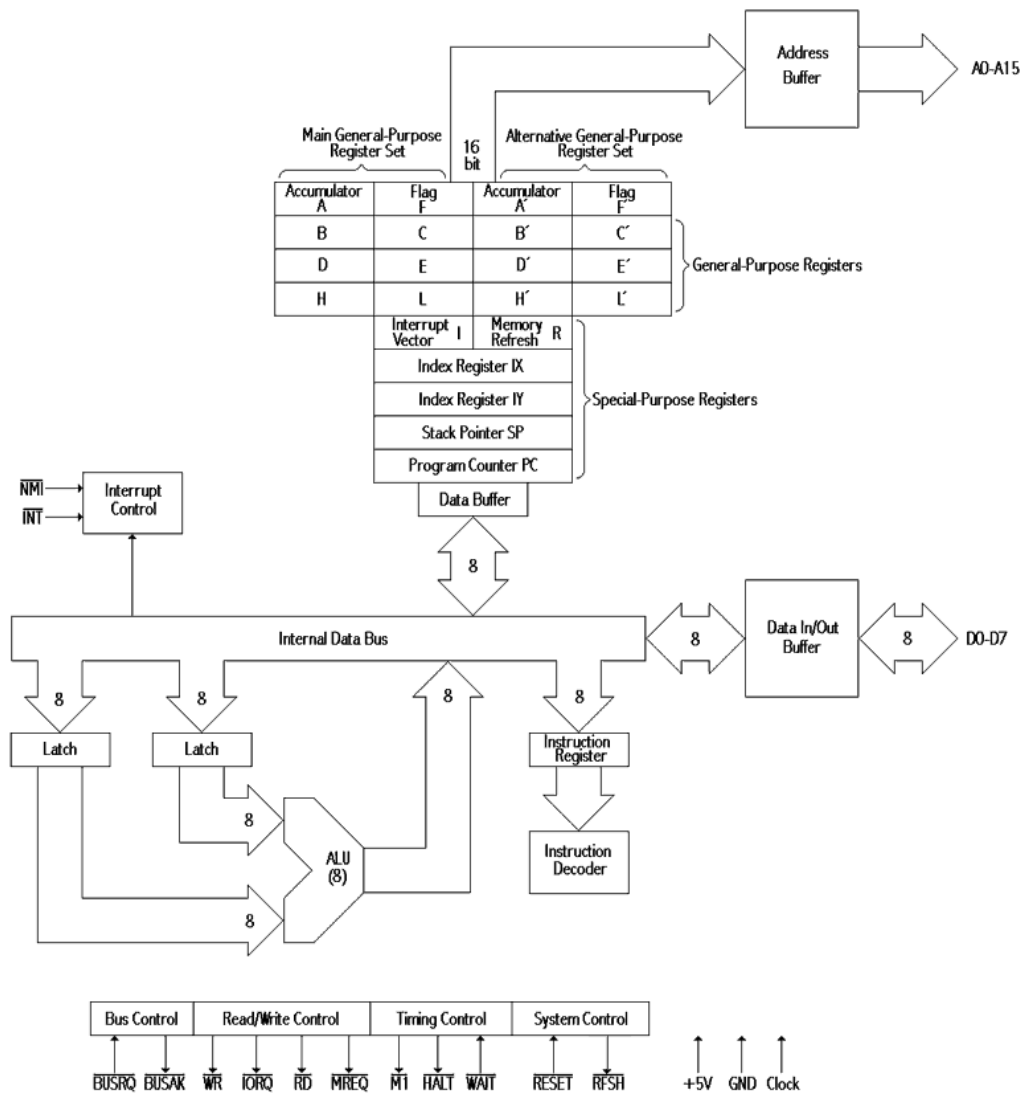 Address
Buffer
A0-A15
Main General-Purpose
Register Set
16
bit
Alternative General-Purpose
Register Set
Accumulator
A
Flag
F
Accumulator
A´
Flag
F´
B
C
B´
C´
D
E
D´
E´
General-Purpose Registers
H
L
H´
L´
Interrupt
Vector
I
Memory
Refresh
R
Index Register IX
Index Register IY
Special-Purpose Registers
Stack Pointer SP
Program Counter PC
Data Buffer
NMI
INT
Interrupt
Control
8
Internal Data Bus
8
Data In/Out
Buffer
8
D0-D7
8
8
8
8
Latch
Latch
Instruction
Register
8
ALU
(8)
8
Instruction
Decoder
Bus Control
Read/Write Control
Timing Control
System Control
BUSRQ
BUSAK
WR
IORQ
RD
MREQ
M1
HALT
WAIT
RESET
RFSH
+5V
GND
Clock